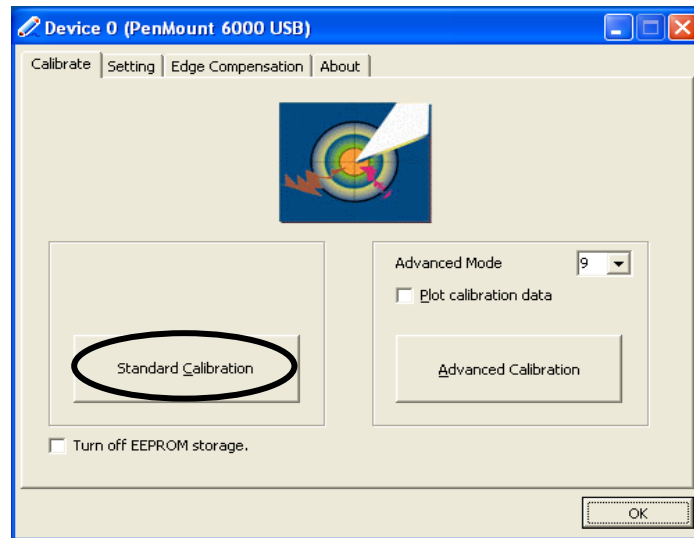 Device 0 (PenMount 6000 USB)
Calibrate Setting Edge Compensation About
Advanced Mode 9
Plot calibration data
Standard Calibration
Advanced Calibration
Turn off EEPROM storage.
OK